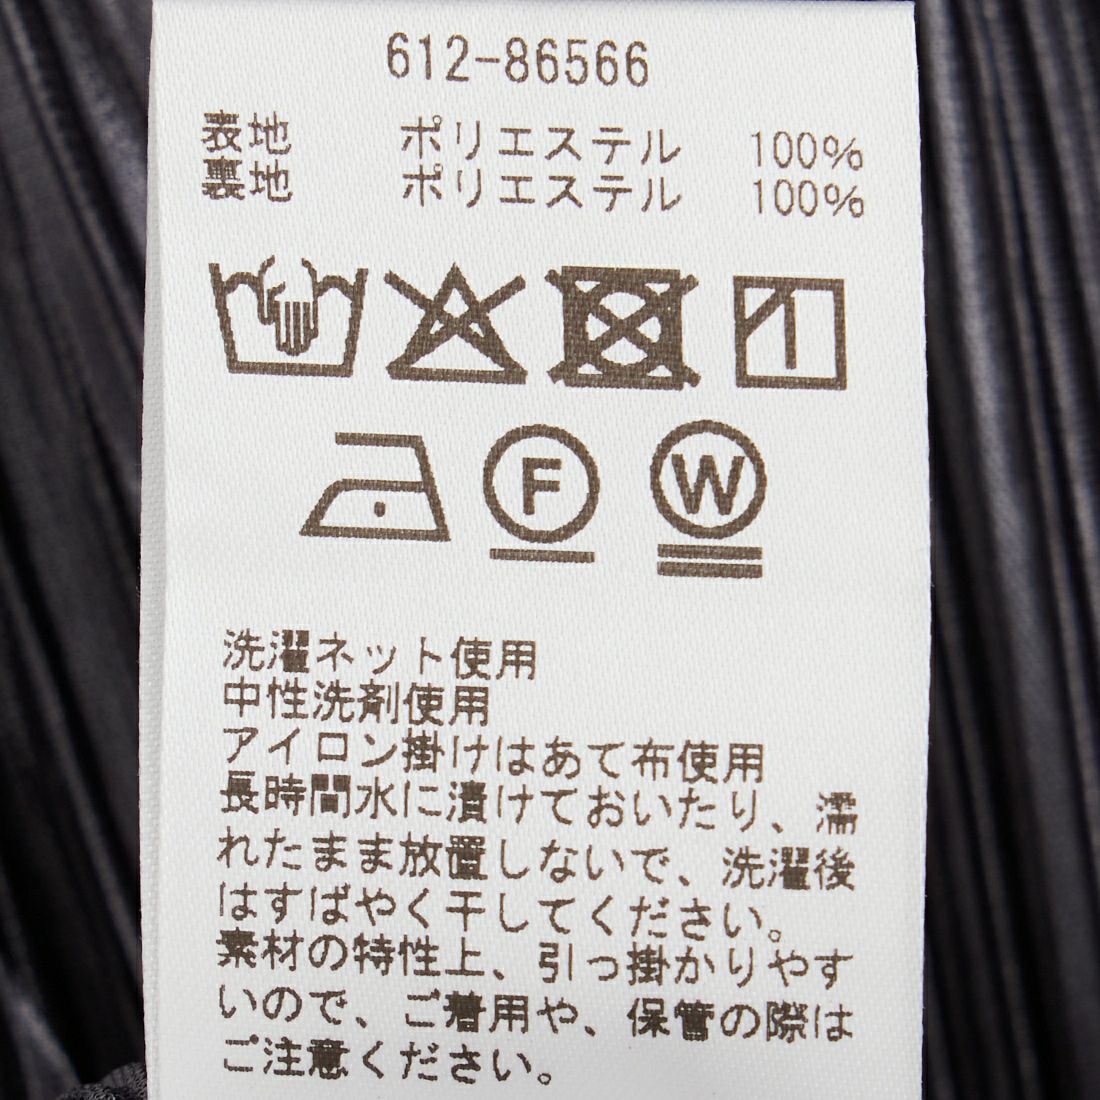 612-86566
表地 ポリエステル 100%
裏地 ポリエステル 100%
F W
洗濯ネット使用
中性洗剤使用
アイロン掛けはあて布使用
長時間水に漬けておいたり、濡
れたまま放置しないで、洗濯後
はすばやく干してください。
素材の特性上、引っ掛かりやす
いので、ご着用や、保管の際は
ご注意ください。